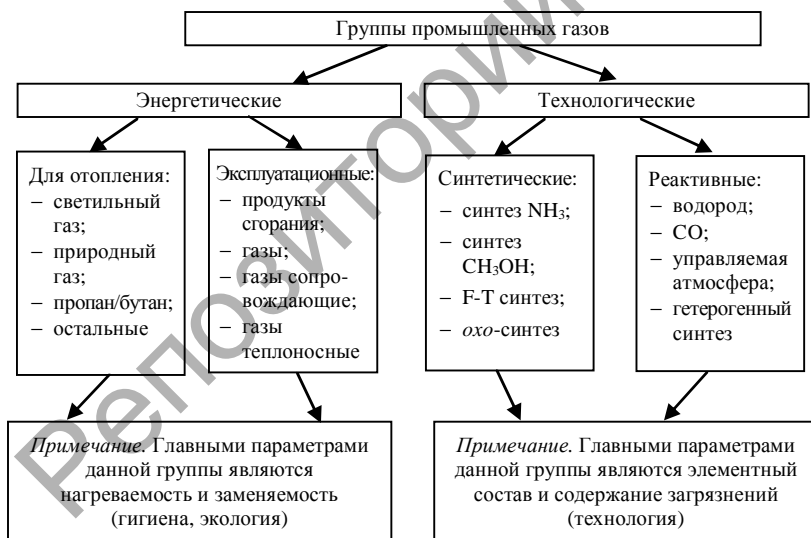 Группы промышленных газов
Энергетические
Технологические
Для отопления:
– светильный
газ;
– природный
газ;
– пропан/бутан;
– остальные
Эксплуатационные:
– продукты
сгорания;
– газы;
– газы сопро-
вождающие;
– газы
теплоносные
Синтетические:
– синтез NH₃;
– синтез
CH₃OH;
– F-T синтез;
– охо-синтез
Реактивные:
– водород;
– CO;
– управляемая
атмосфера;
– гетерогенный
синтез
Примечание. Главными параметрами
данной группы являются
нагреваемость и заменяемость
(гигиена, экология)
Примечание. Главными параметрами
данной группы являются элементный
состав и содержание загрязнений
(технология)
Репозиторий